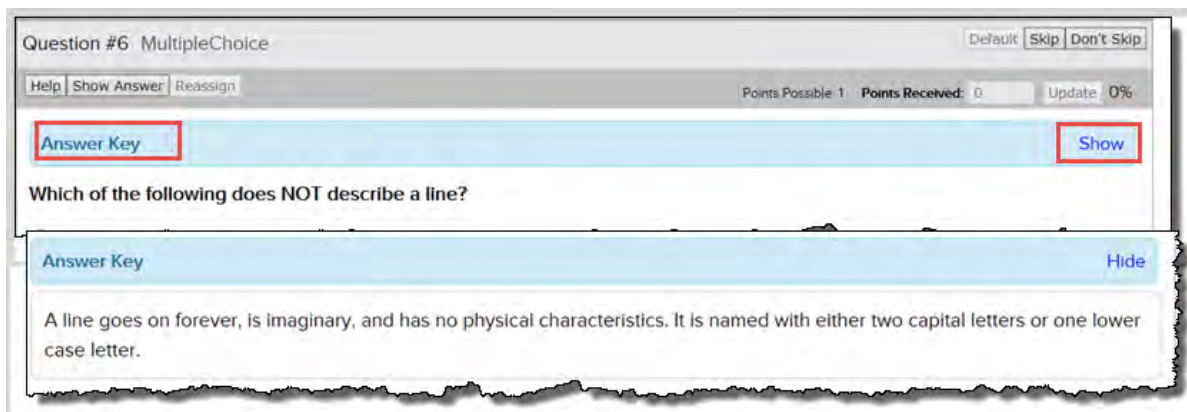 Question #6 MultipleChoice Default Skip Don't Skip
Help Show Answer Reassign Points Possible 1 Points Received: 0 Update 0%
Answer Key Show
Which of the following does NOT describe a line?
Answer Key Hide
A line goes on forever, is imaginary, and has no physical characteristics. It is named with either two capital letters or one lower
case letter.